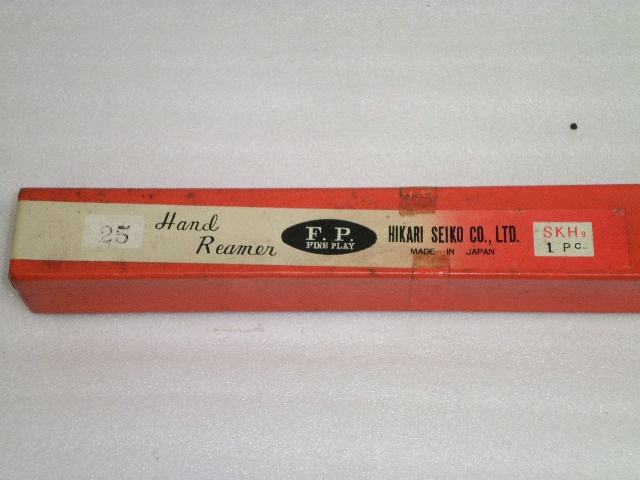 25
Hand
Reamer
F. P.
FINE PLAY
HIKARI SEIKO CO., LTD.
MADE IN JAPAN
SKH9
1 Pc.